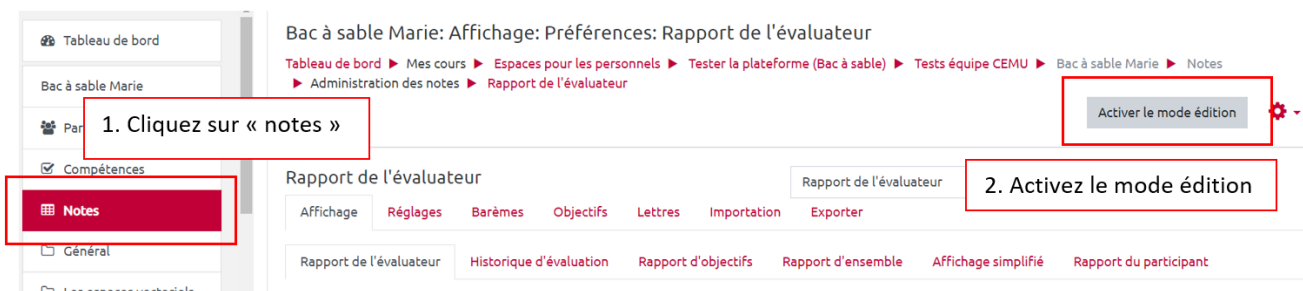 Tableau de bord
Bac à sable Marie
Par
1. Cliquez sur « notes »
Compétences
Notes
Général
Les espaces vectoriels
Bac à sable Marie: Affichage: Préférences: Rapport de l'évaluateur
Tableau de bord ▶ Mes cours ▶ Espaces pour les personnels ▶ Tester la plateforme (Bac à sable) ▶ Tests équipe CEMU ▶ Bac à sable Marie ▶ Notes
▶ Administration des notes ▶ Rapport de l'évaluateur
Activer le mode édition
Rapport de l'évaluateur
Rapport de l'évaluateur
2. Activez le mode édition
Affichage Réglages Barèmes Objectifs Lettres Importation Exporter
Rapport de l'évaluateur Historique d'évaluation Rapport d'objectifs Rapport d'ensemble Affichage simplifié Rapport du participant